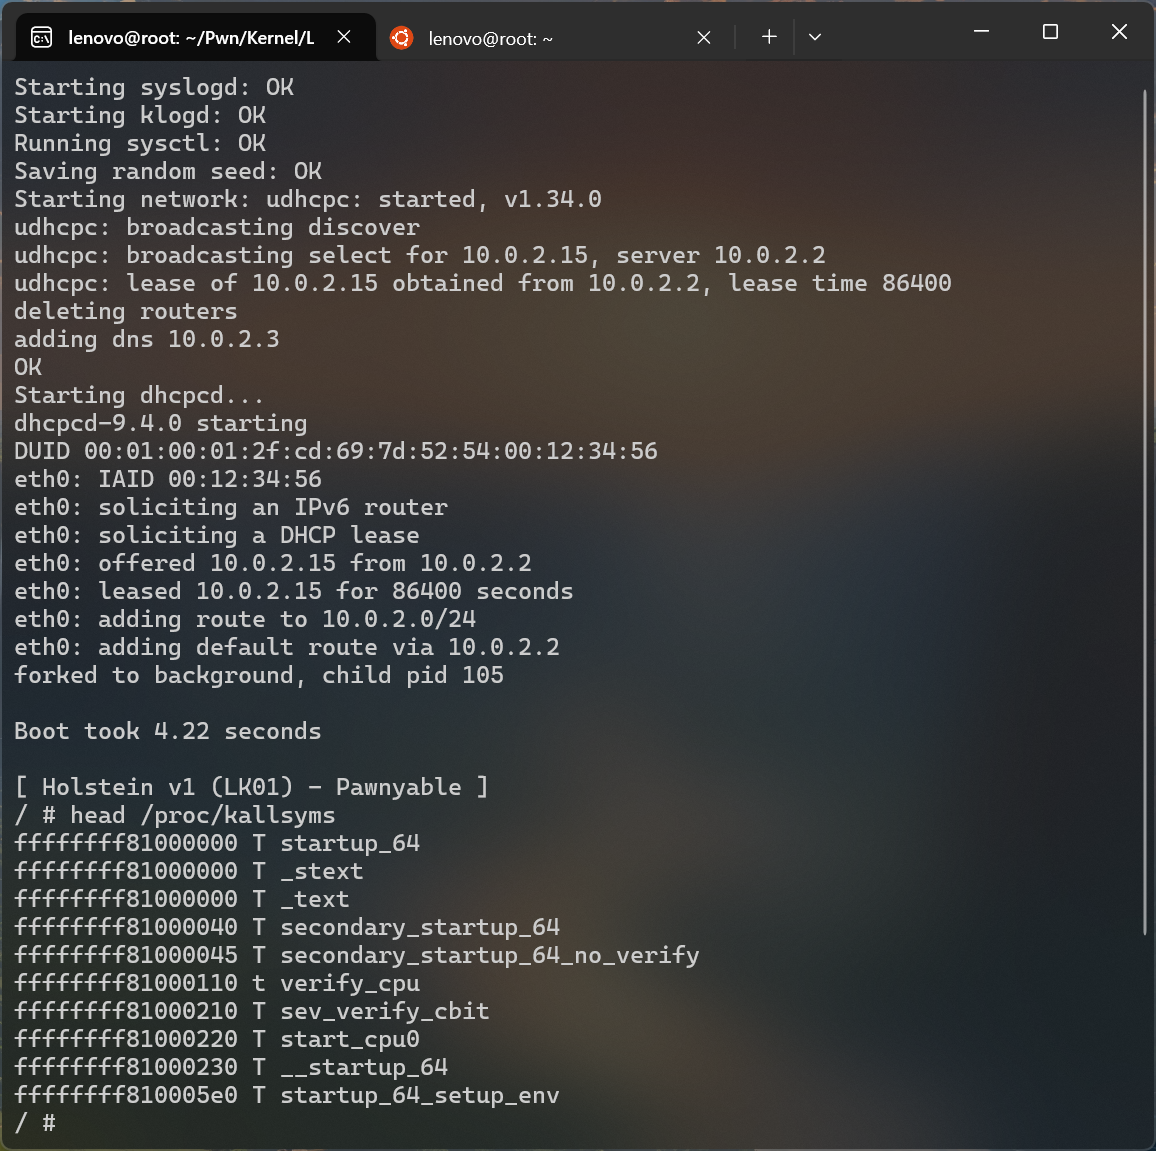 lenovo@root: ~/Pwn/Kernel/L
lenovo@root: ~
Starting syslogd: OK
Starting klogd: OK
Running sysctl: OK
Saving random seed: OK
Starting network: udhcpc: started, v1.34.0
udhcpc: broadcasting discover
udhcpc: broadcasting select for 10.0.2.15, server 10.0.2.2
udhcpc: lease of 10.0.2.15 obtained from 10.0.2.2, lease time 86400
deleting routers
adding dns 10.0.2.3
OK
Starting dhcpcd...
dhcpcd-9.4.0 starting
DUID 00:01:00:01:2f:cd:69:7d:52:54:00:12:34:56
eth0: IAID 00:12:34:56
eth0: soliciting an IPv6 router
eth0: soliciting a DHCP lease
eth0: offered 10.0.2.15 from 10.0.2.2
eth0: leased 10.0.2.15 for 86400 seconds
eth0: adding route to 10.0.2.0/24
eth0: adding default route via 10.0.2.2
forked to background, child pid 105
Boot took 4.22 seconds
[ Holstein v1 (LK01) - Pawnyable ]
/ # head /proc/kallsyms
ffffffff81000000 T startup_64
ffffffff81000000 T _stext
ffffffff81000000 T _text
ffffffff81000040 T secondary_startup_64
ffffffff81000045 T secondary_startup_64_no_verify
ffffffff81000110 t verify_cpu
ffffffff81000210 T sev_verify_cbit
ffffffff81000220 T start_cpu0
ffffffff81000230 T __startup_64
ffffffff810005e0 T startup_64_setup_env
/ #